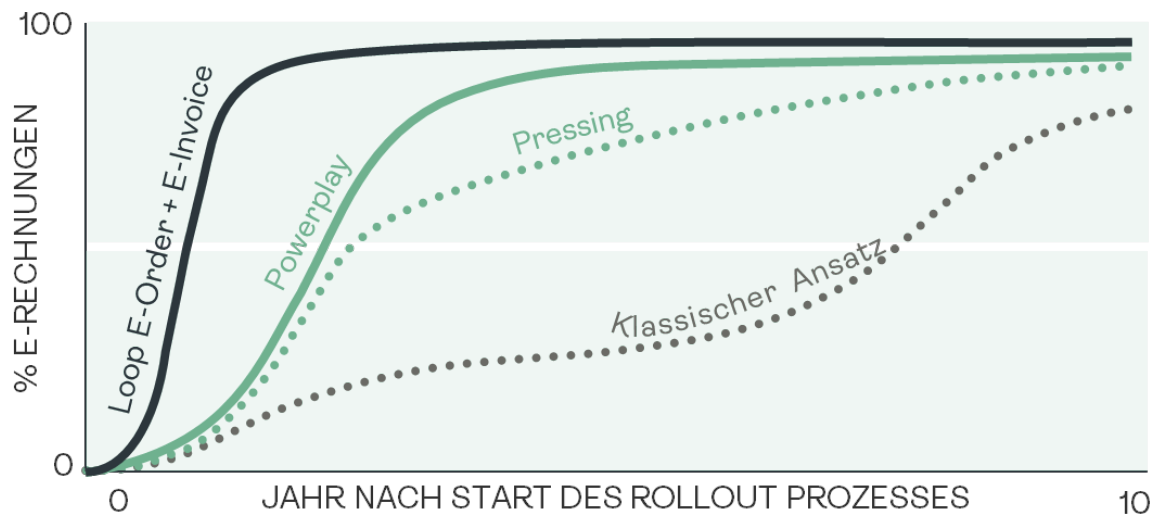 100
% E-RECHNUNGEN
0
Loop E-Order + E-Invoice
Powerplay
Pressing
Klassischer Ansatz
0
JAHR NACH START DES ROLLOUT PROZESSES
10